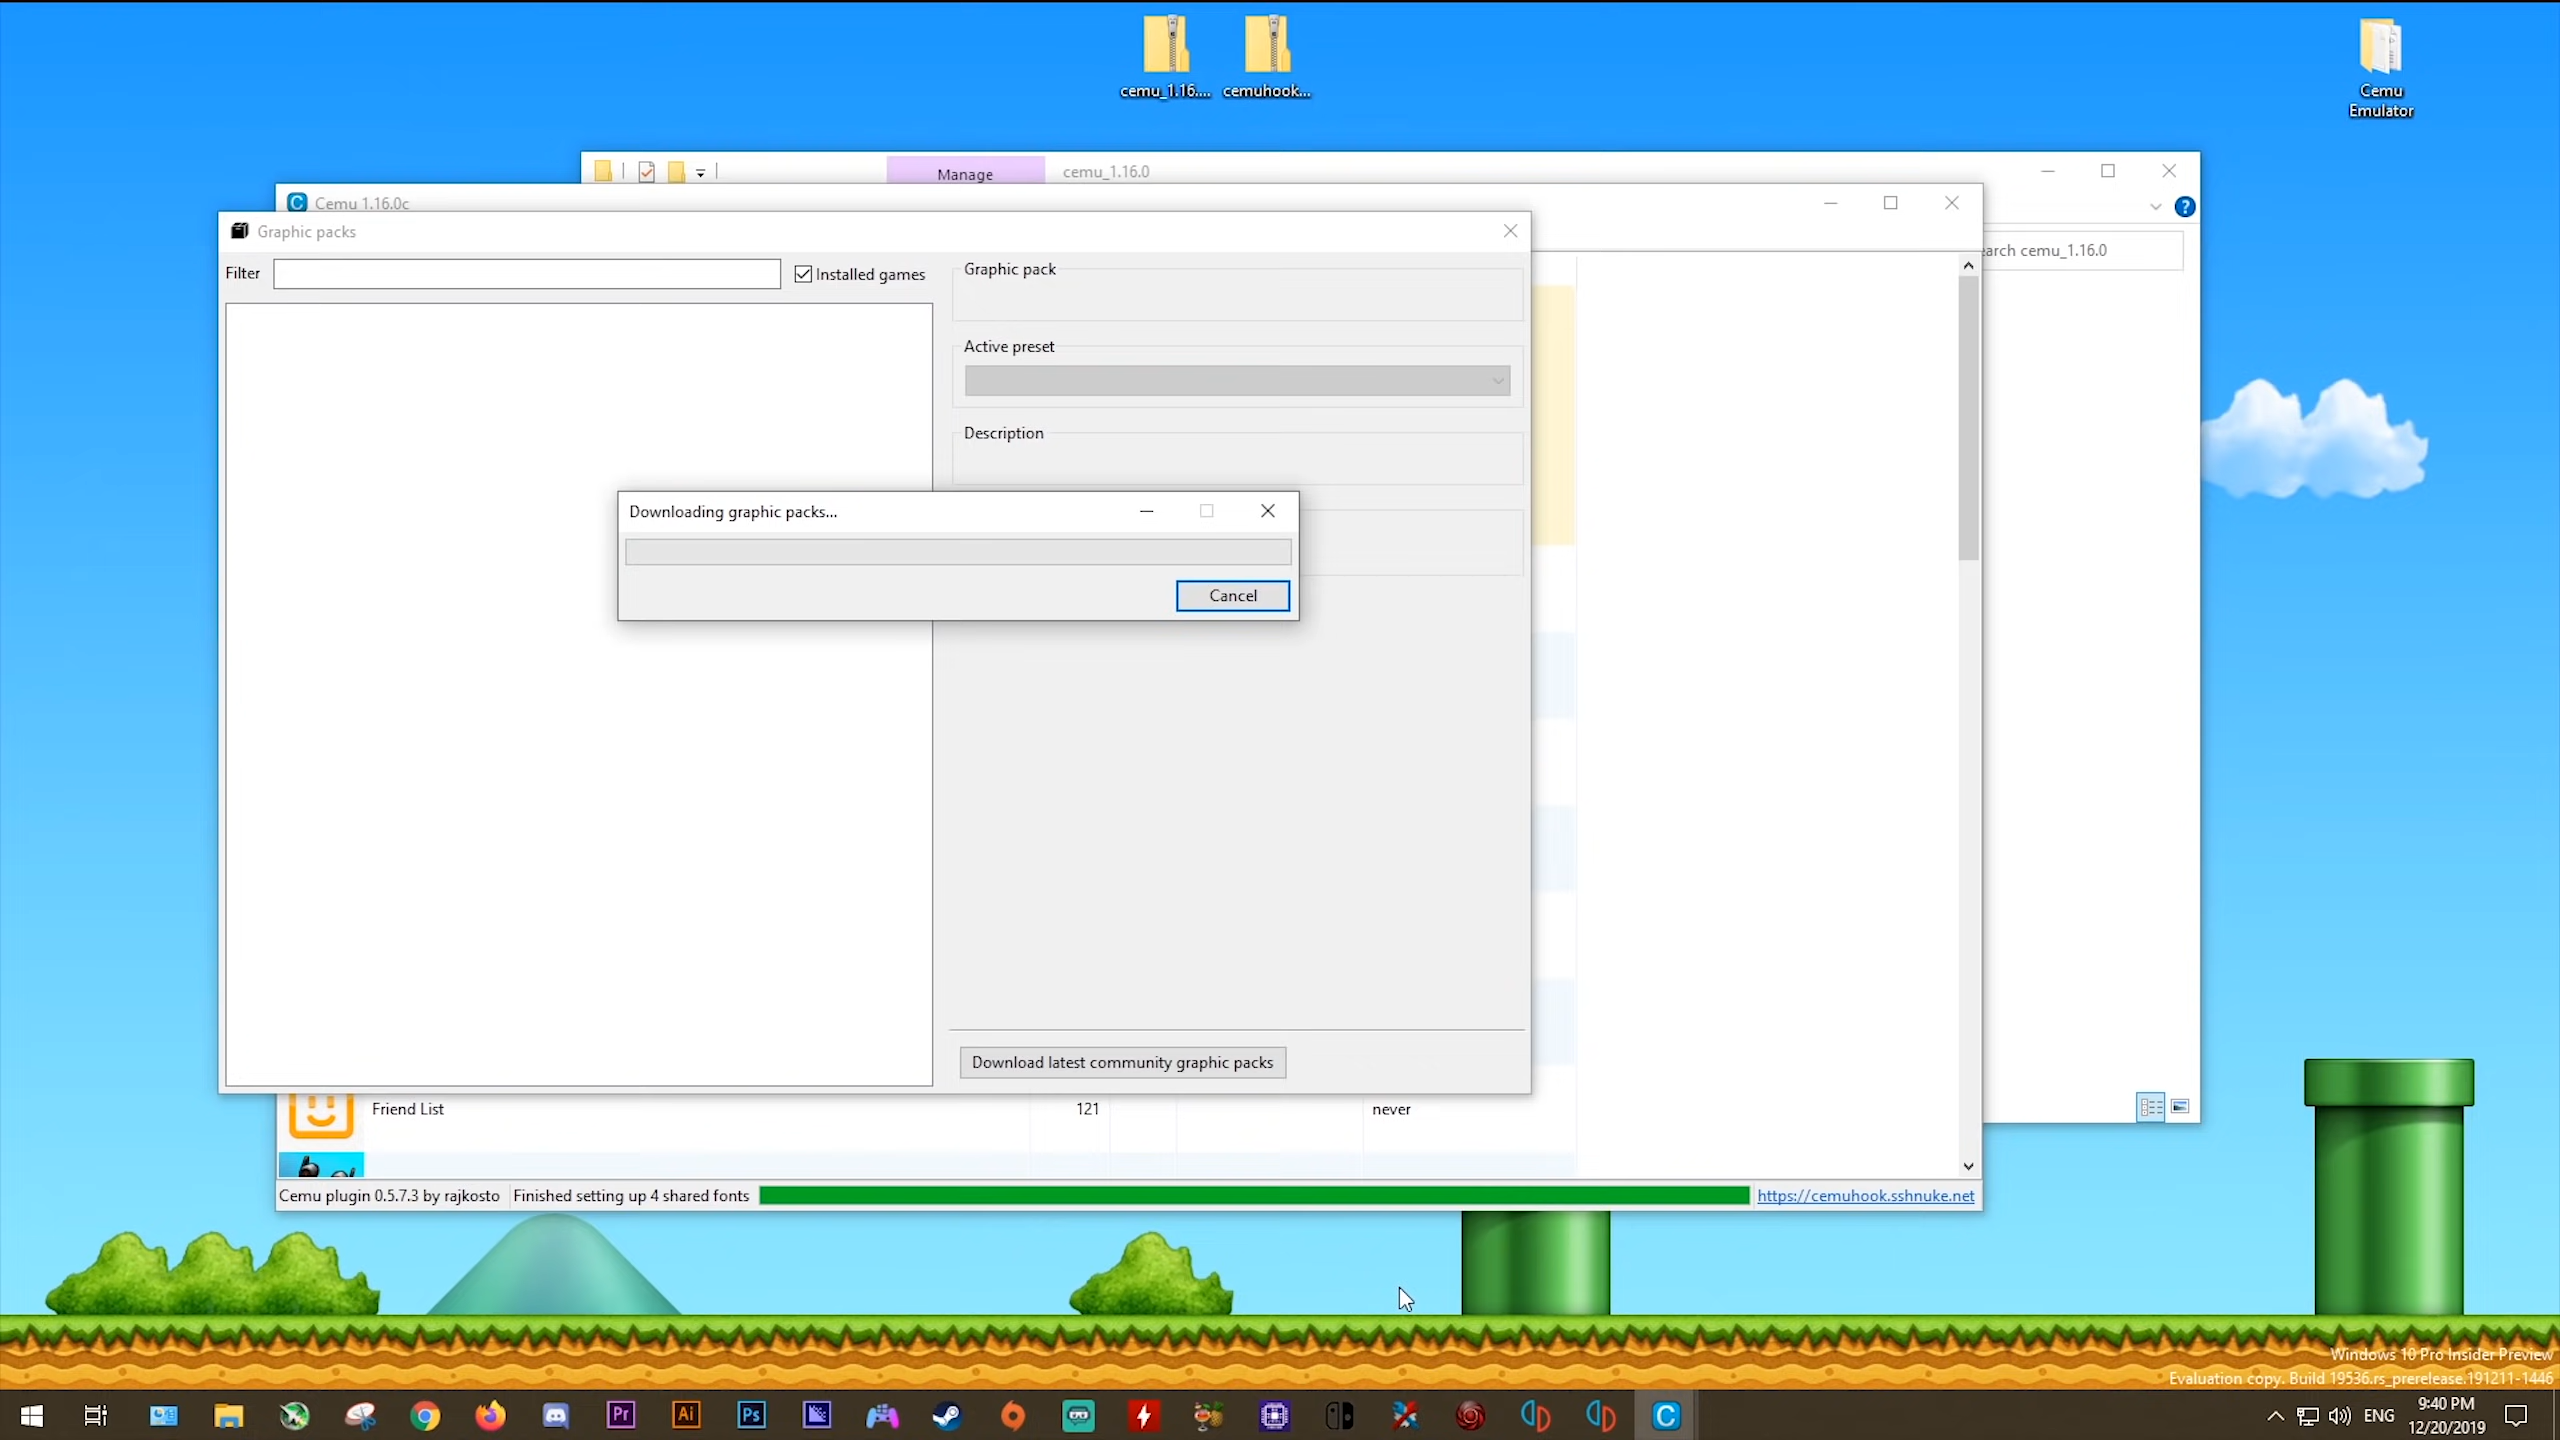 cemu_1.16....
cemuhook...
Cemu
Emulator
Manage
cemu_1.16.0
Cemu 1.16.0c
Graphic packs
arch cemu_1.16.0
Filter
Installed games
Graphic pack
Active preset
Description
Downloading graphic packs...
Cancel
Download latest community graphic packs
Friend List
121
never
Cemu plugin 0.5.7.3 by rajkosto
Finished setting up 4 shared fonts
https://cemuhook.sshnuke.net
Windows 10 Pro Insider Preview
Evaluation copy. Build 19536.rs_prerelease.191211-1446
Pr
Ai
Ps
C
ENG
9:40 PM
12/20/2019